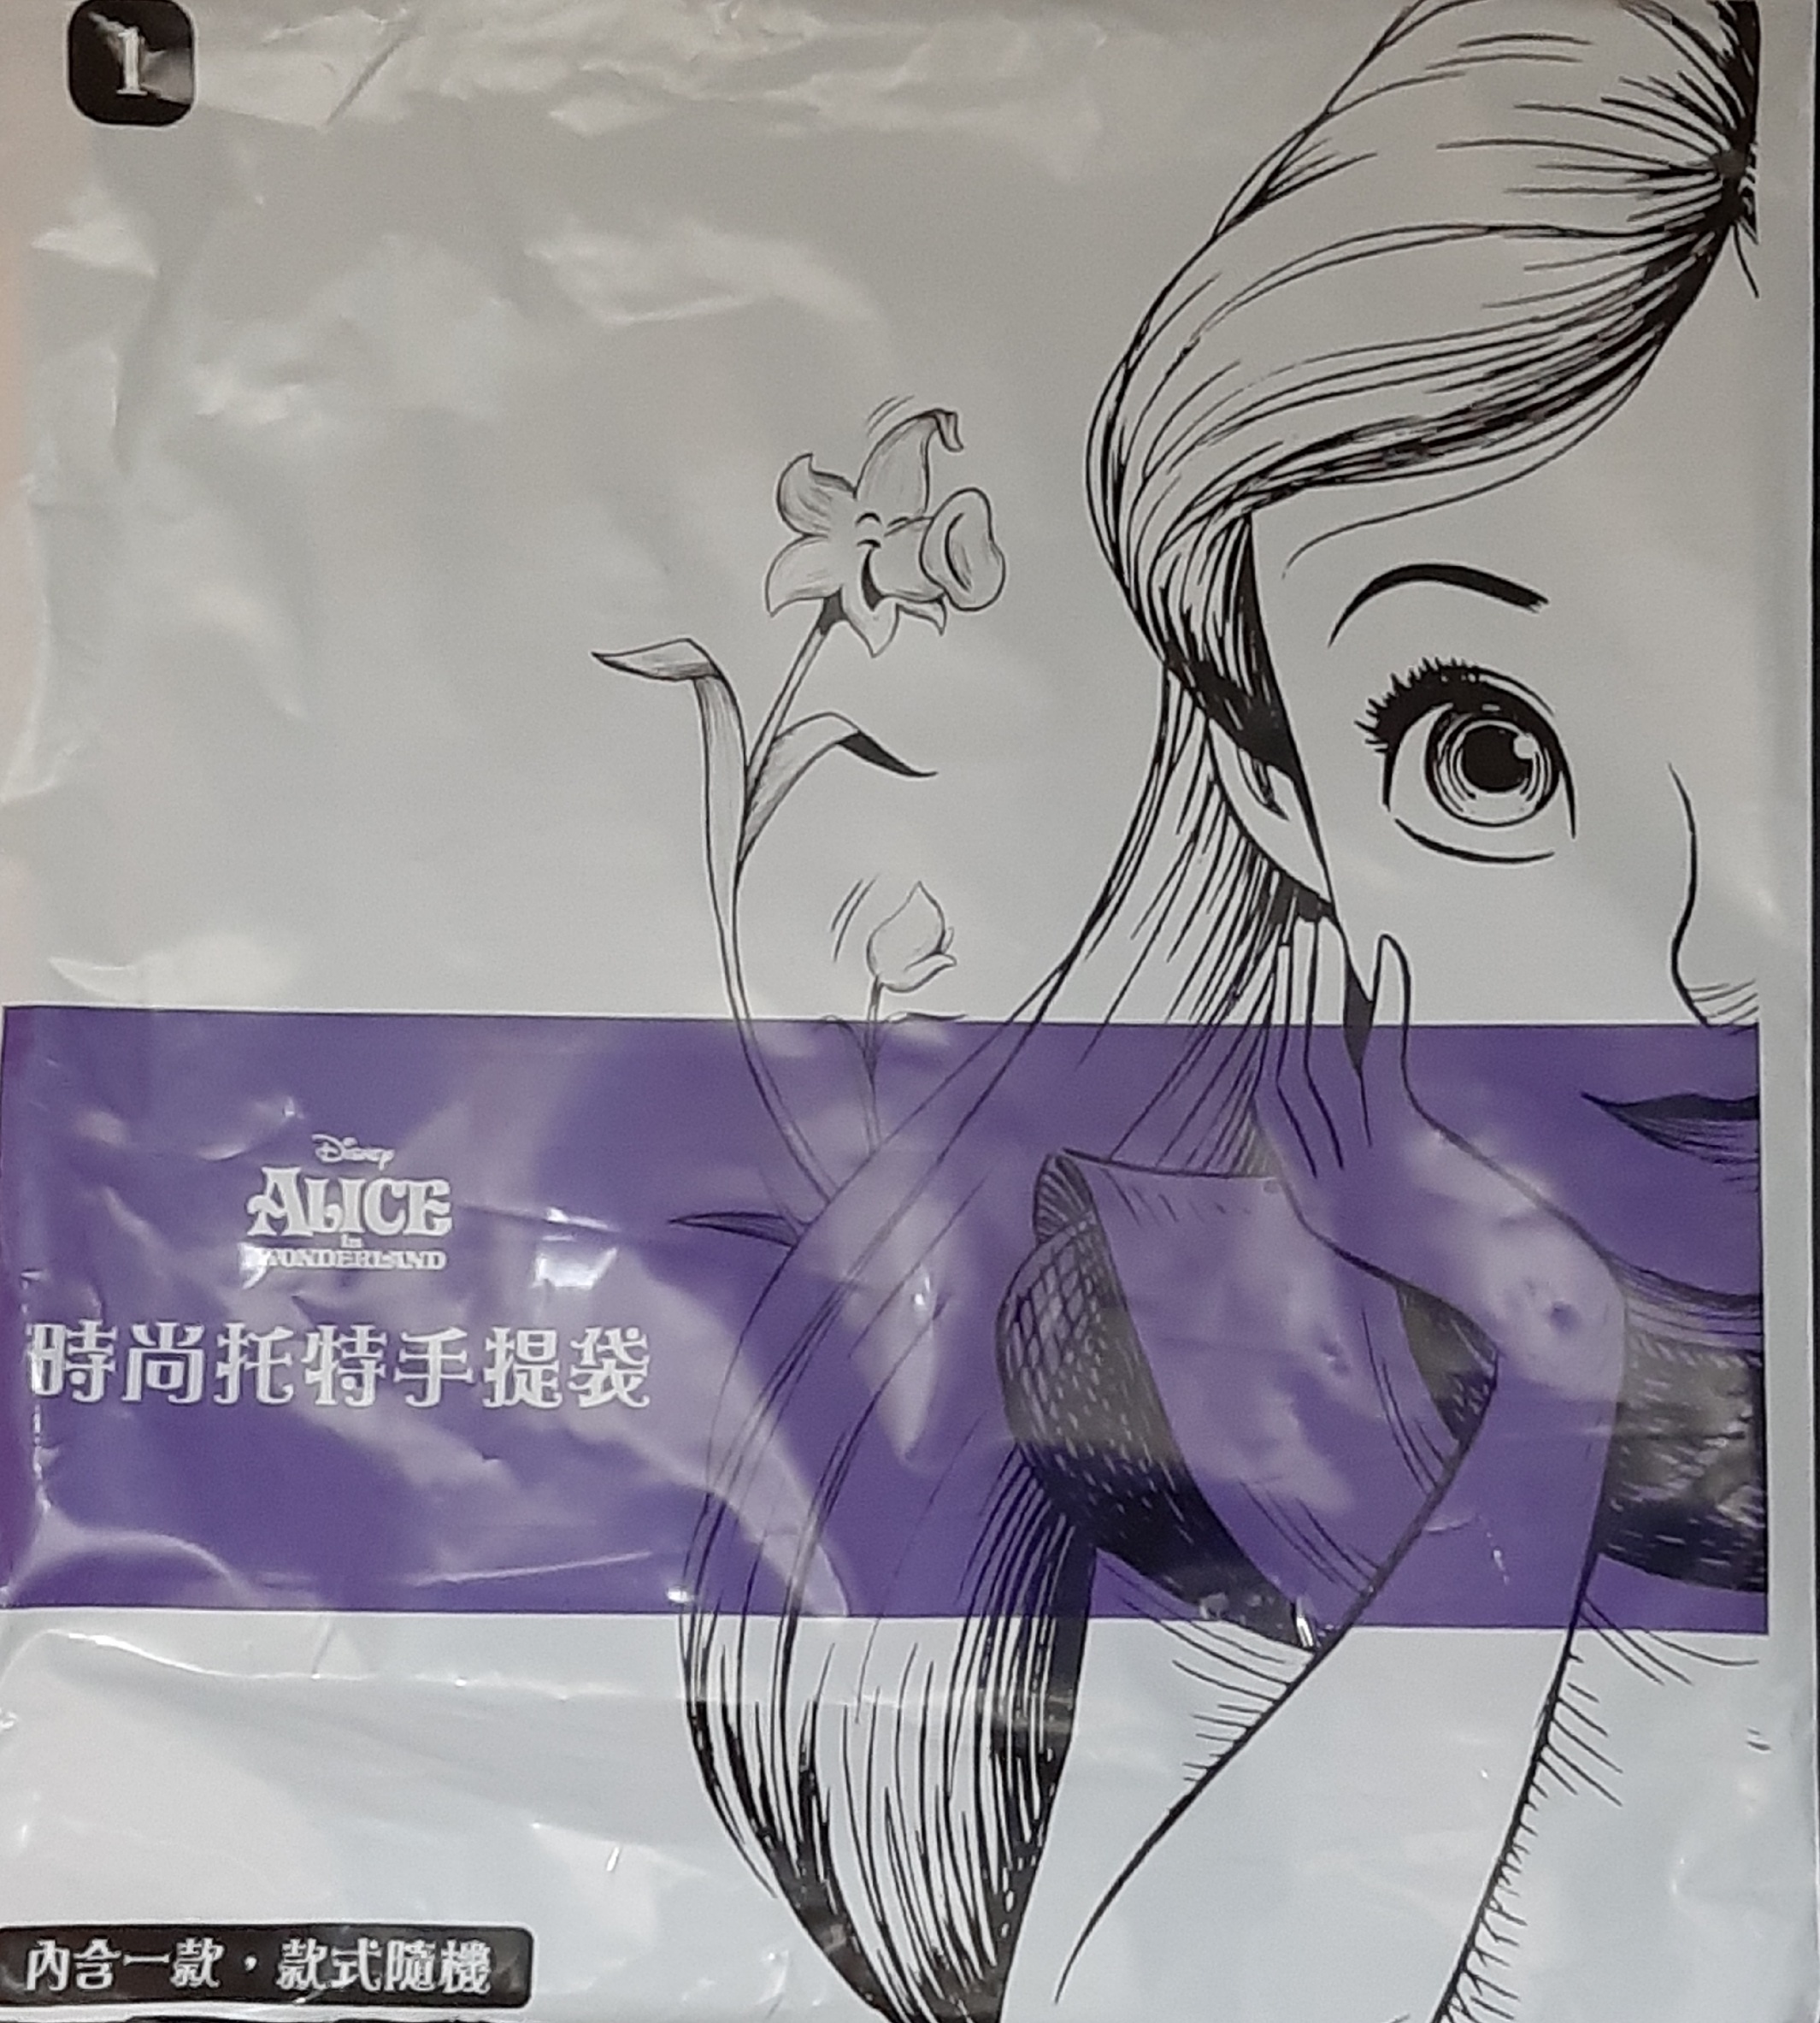 1
Disney
ALICE
in
WONDERLAND
時尚托特手提袋
內含一款，款式隨機